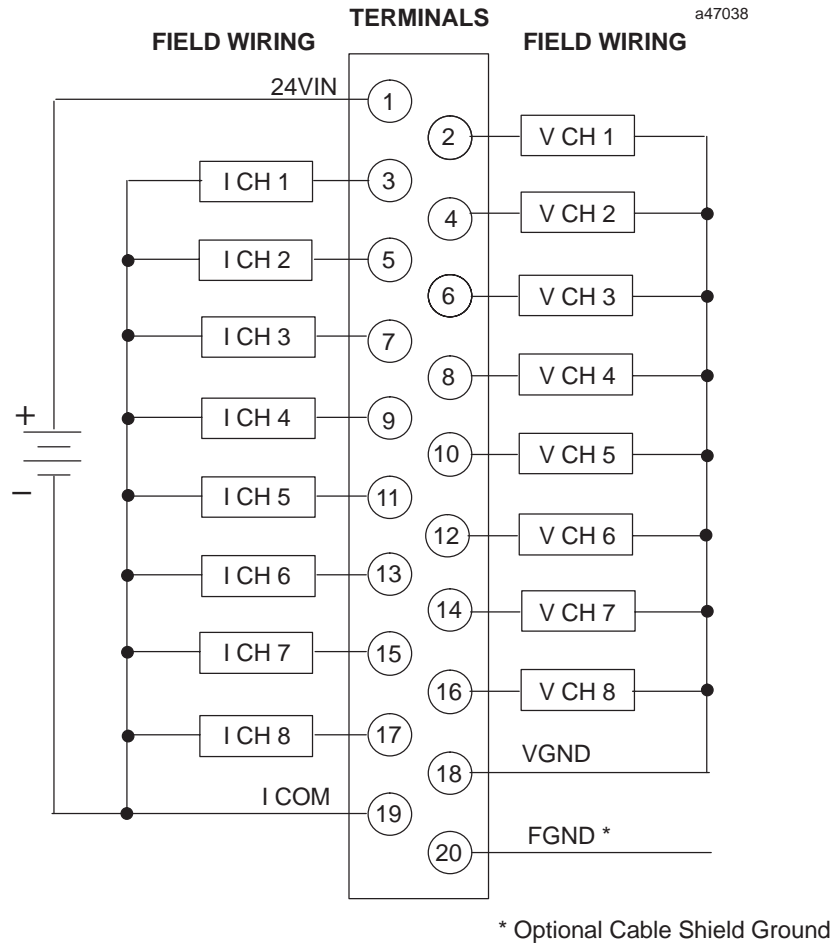 TERMINALS
a47038
FIELD WIRING
FIELD WIRING
24VIN
1
2
V CH 1
I CH 1
3
4
V CH 2
I CH 2
5
6
V CH 3
I CH 3
7
8
V CH 4
+
I CH 4
9
10
V CH 5
−
I CH 5
11
12
V CH 6
I CH 6
13
14
V CH 7
I CH 7
15
16
V CH 8
I CH 8
17
18
VGND
I COM
19
20
FGND *
* Optional Cable Shield Ground